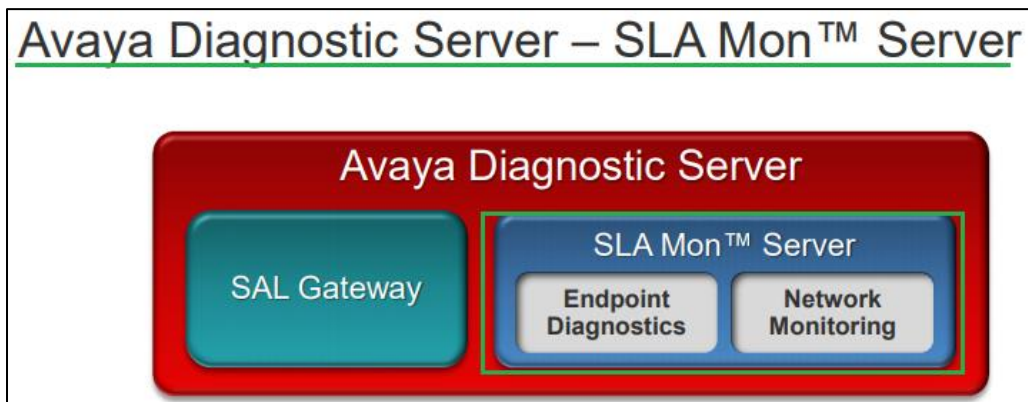 Avaya Diagnostic Server – SLA Mon™ Server
Avaya Diagnostic Server
SAL Gateway
SLA Mon™ Server
Endpoint
Diagnostics
Network
Monitoring